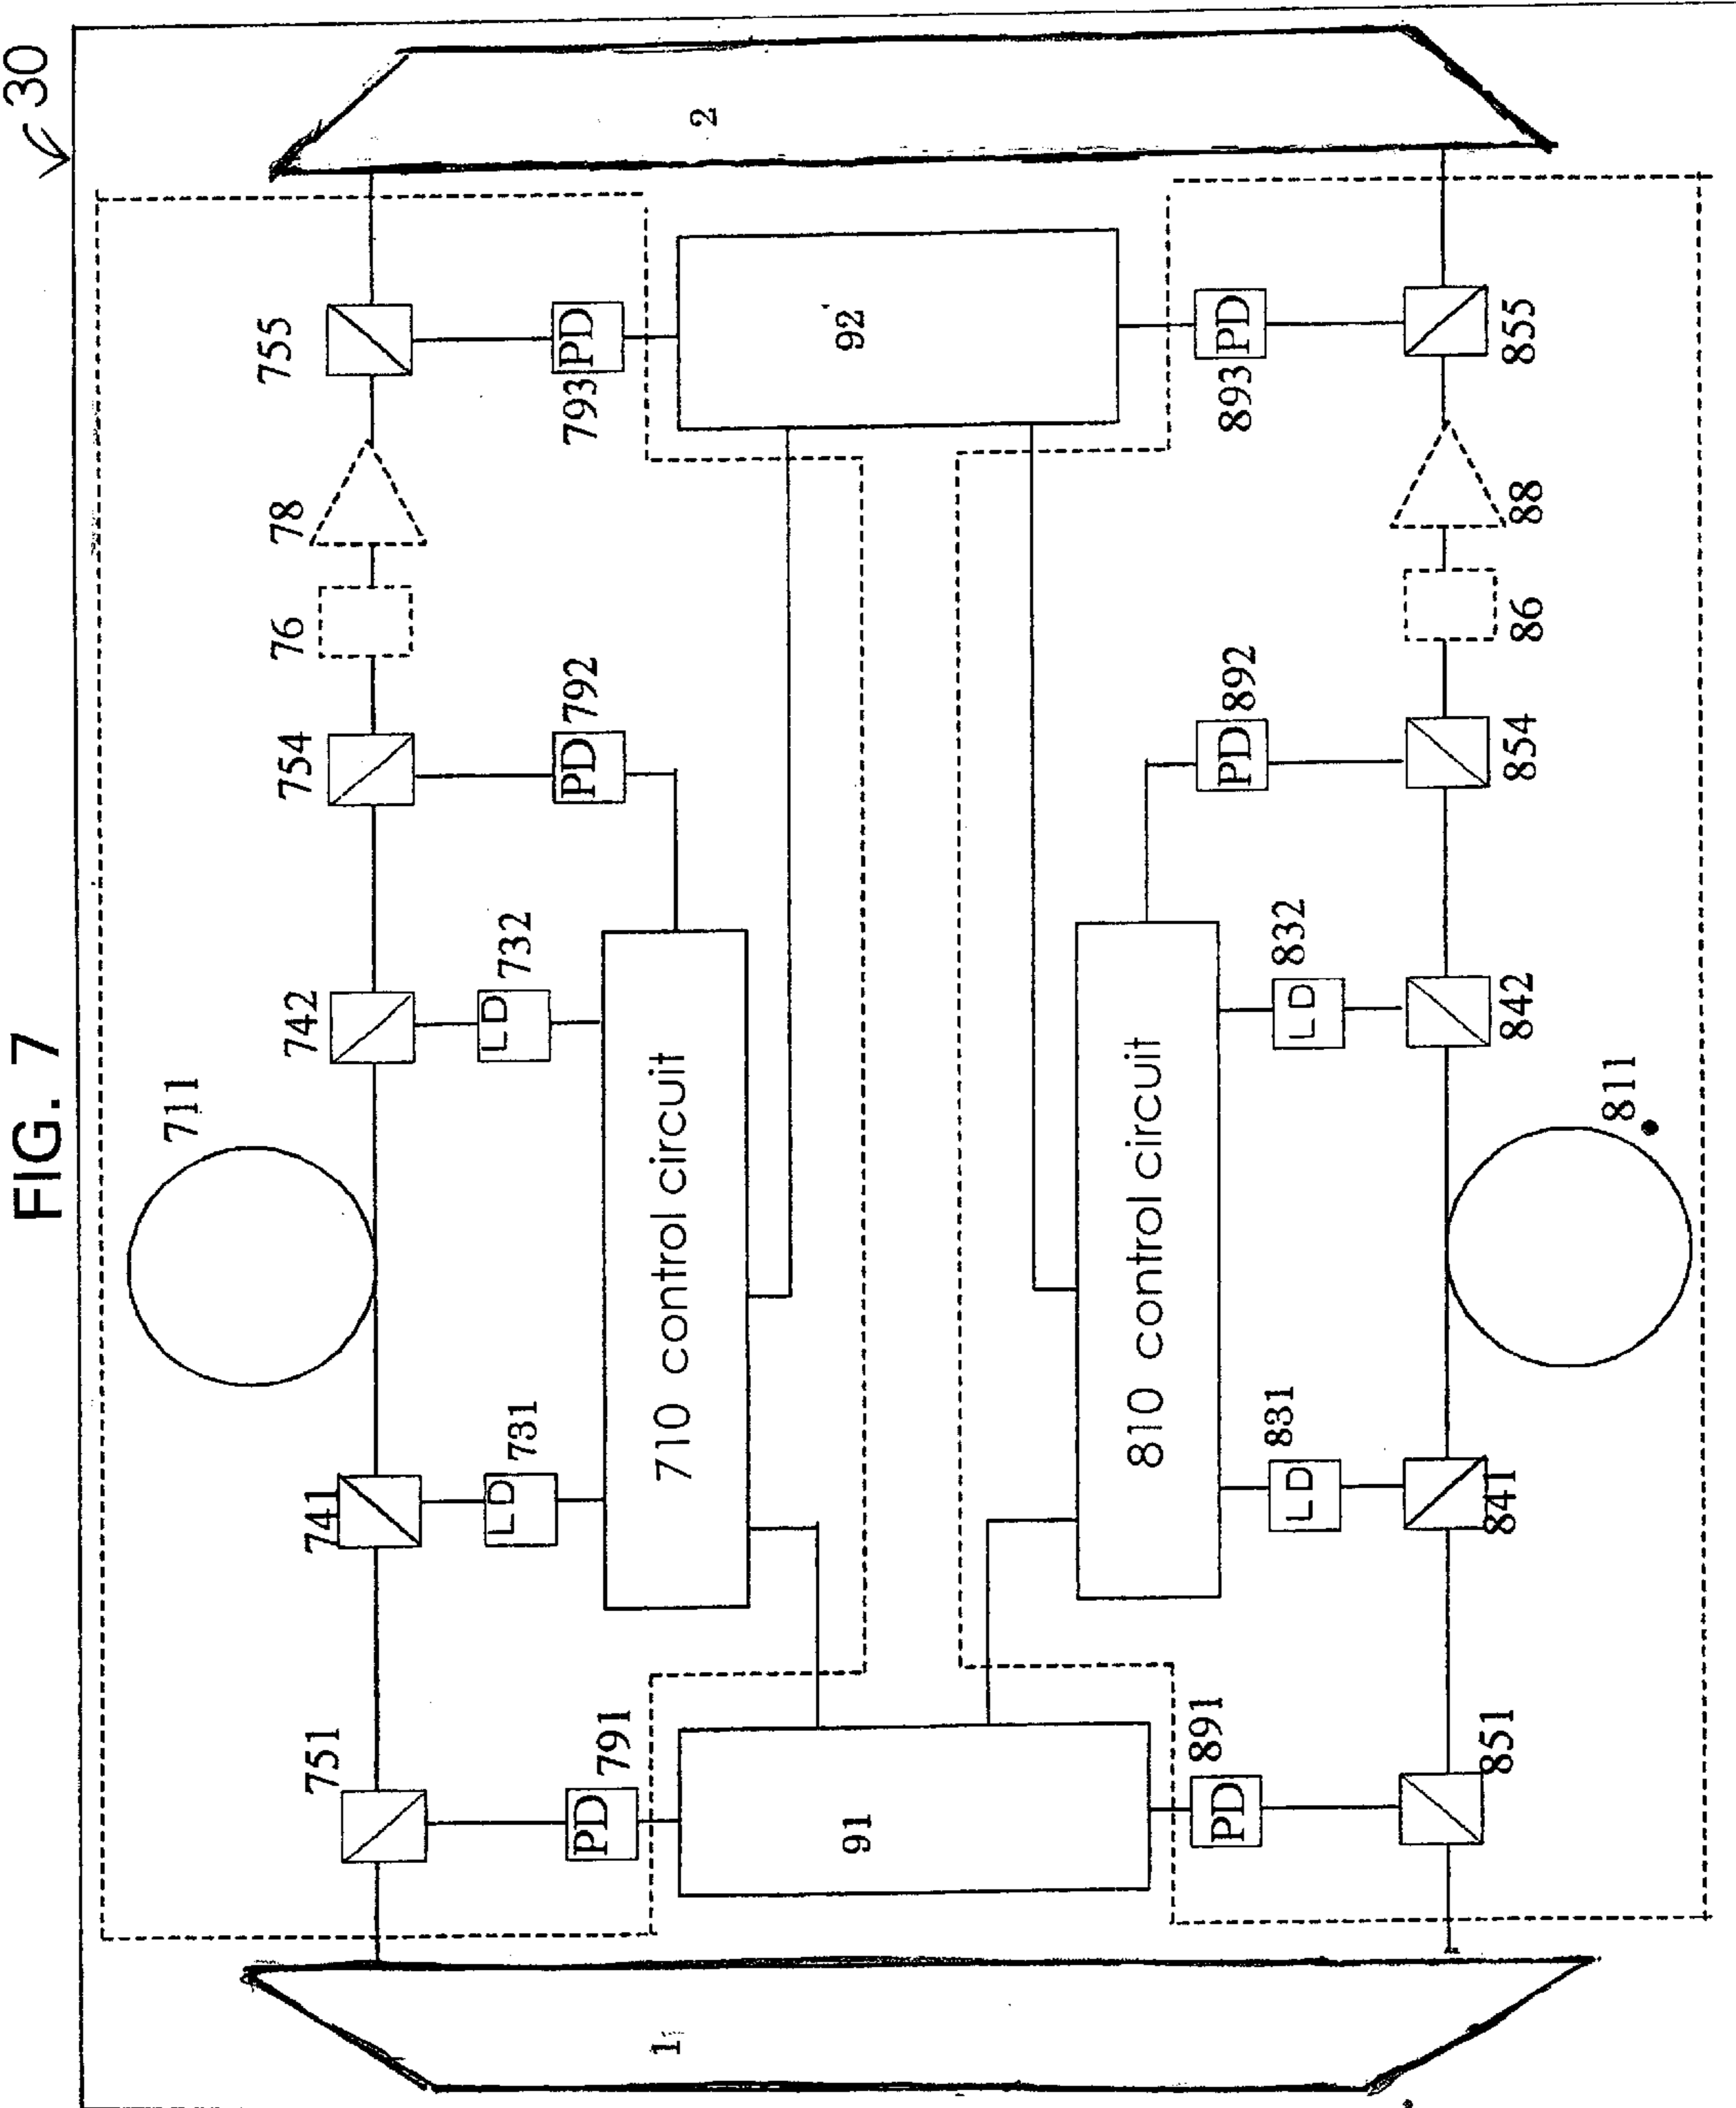 FIG. 7
30
711
741
742
754
76
78
755
751
LD
731
LD
732
PD
792
PD
793
PD
791
710 control circuit
1
91
92
2
810 control circuit
PD
891
LD
831
LD
832
PD
892
PD
893
851
841
842
854
86
88
855
811